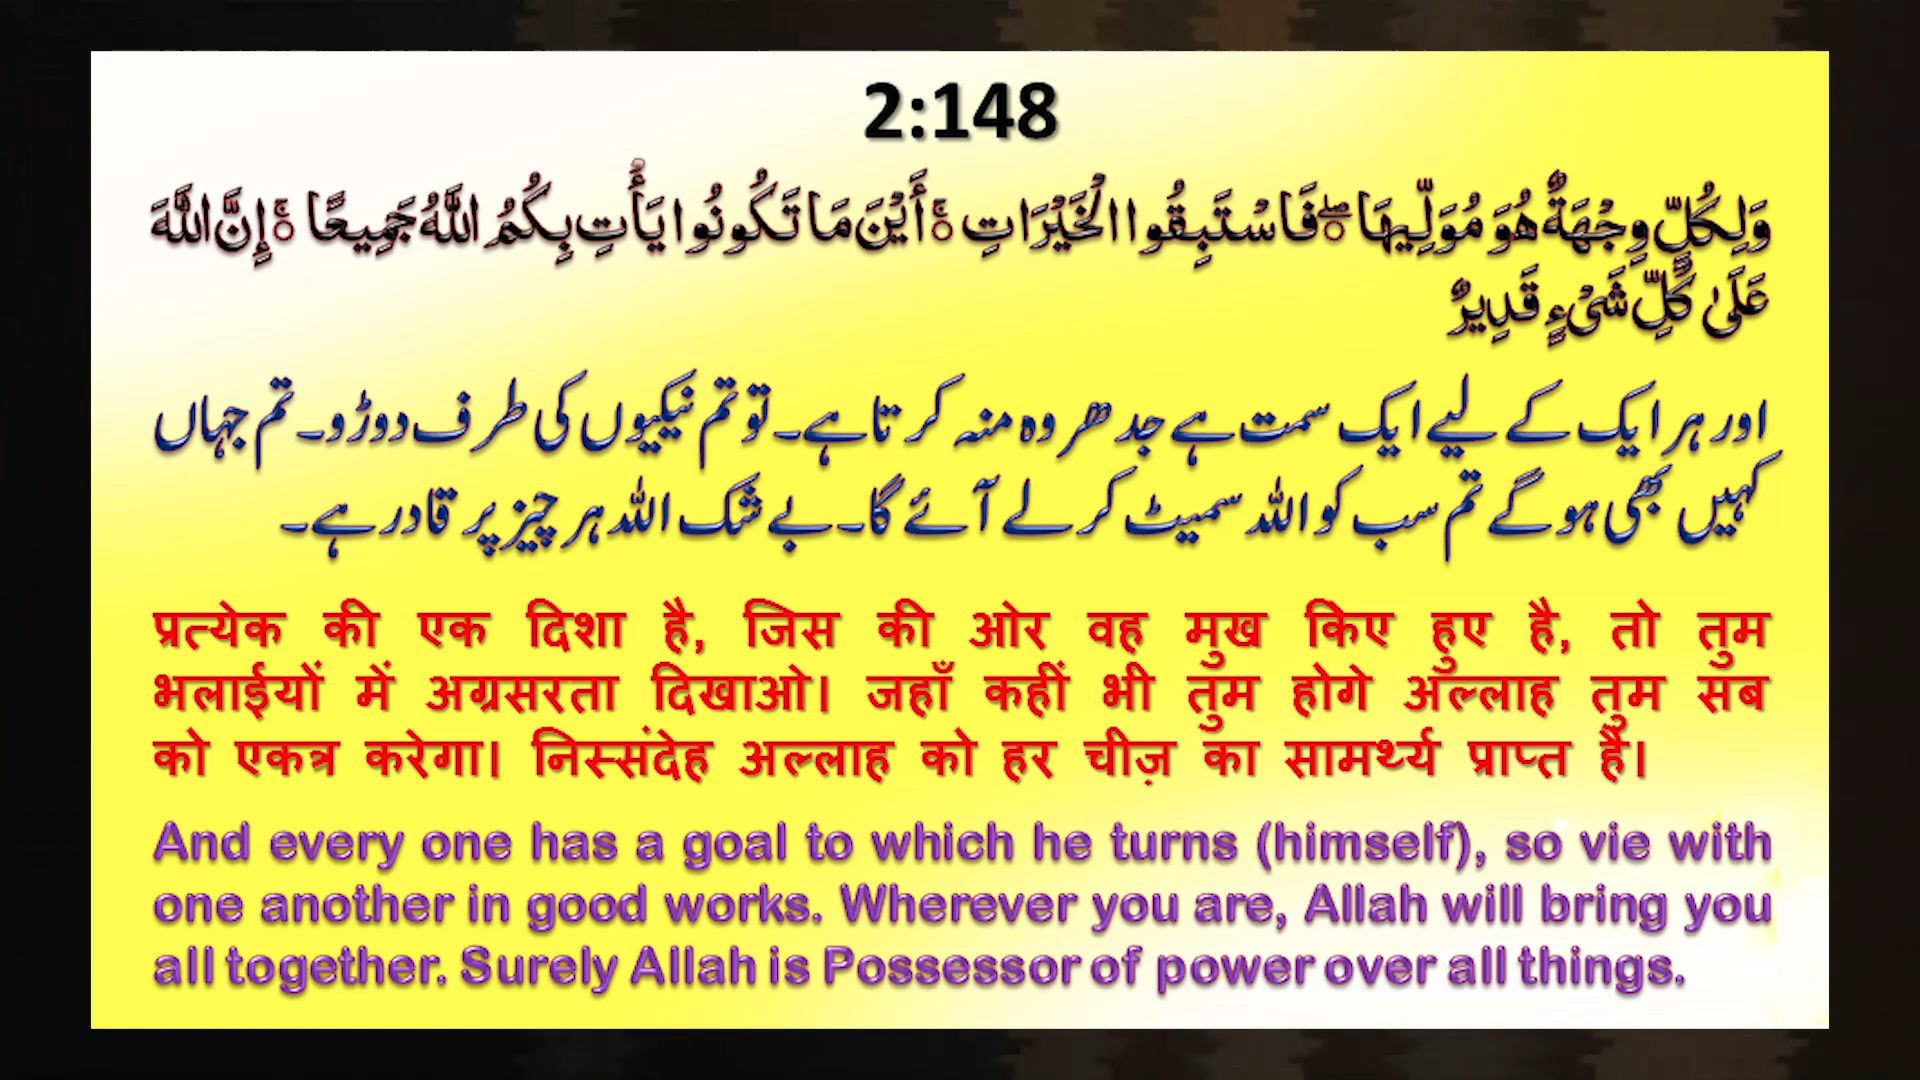 2:148
وَلِكُلٍّ وِجْهَةٌ هُوَ مُوَلِّيهَا ۖ فَاسْتَبِقُوا الْخَيْرَاتِ ۚ أَيْنَ مَا تَكُونُوا يَأْتِ بِكُمُ اللَّهُ جَمِيعًا ۚ إِنَّ اللَّهَ
عَلَىٰ كُلِّ شَيْءٍ قَدِيرٌ
اور ہر ایک کے لیے ایک سمت ہے جدھر وہ منہ کرتا ہے۔ تو تم نیکیوں کی طرف دوڑو۔ تم جہاں
کہیں بھی ہو گے تم سب کو اللہ سمیٹ کر لے آئے گا۔ بے شک اللہ ہر چیز پر قادر ہے۔
प्रत्येक की एक दिशा है, जिस की ओर वह मुख किए हुए है, तो तुम
भलाईयों में अग्रसरता दिखाओ। जहाँ कहीं भी तुम होगे अल्लाह तुम सब
को एकत्र करेगा। निस्संदेह अल्लाह को हर चीज़ का सामर्थ्य प्राप्त है।
And every one has a goal to which he turns (himself), so vie with
one another in good works. Wherever you are, Allah will bring you
all together. Surely Allah is Possessor of power over all things.